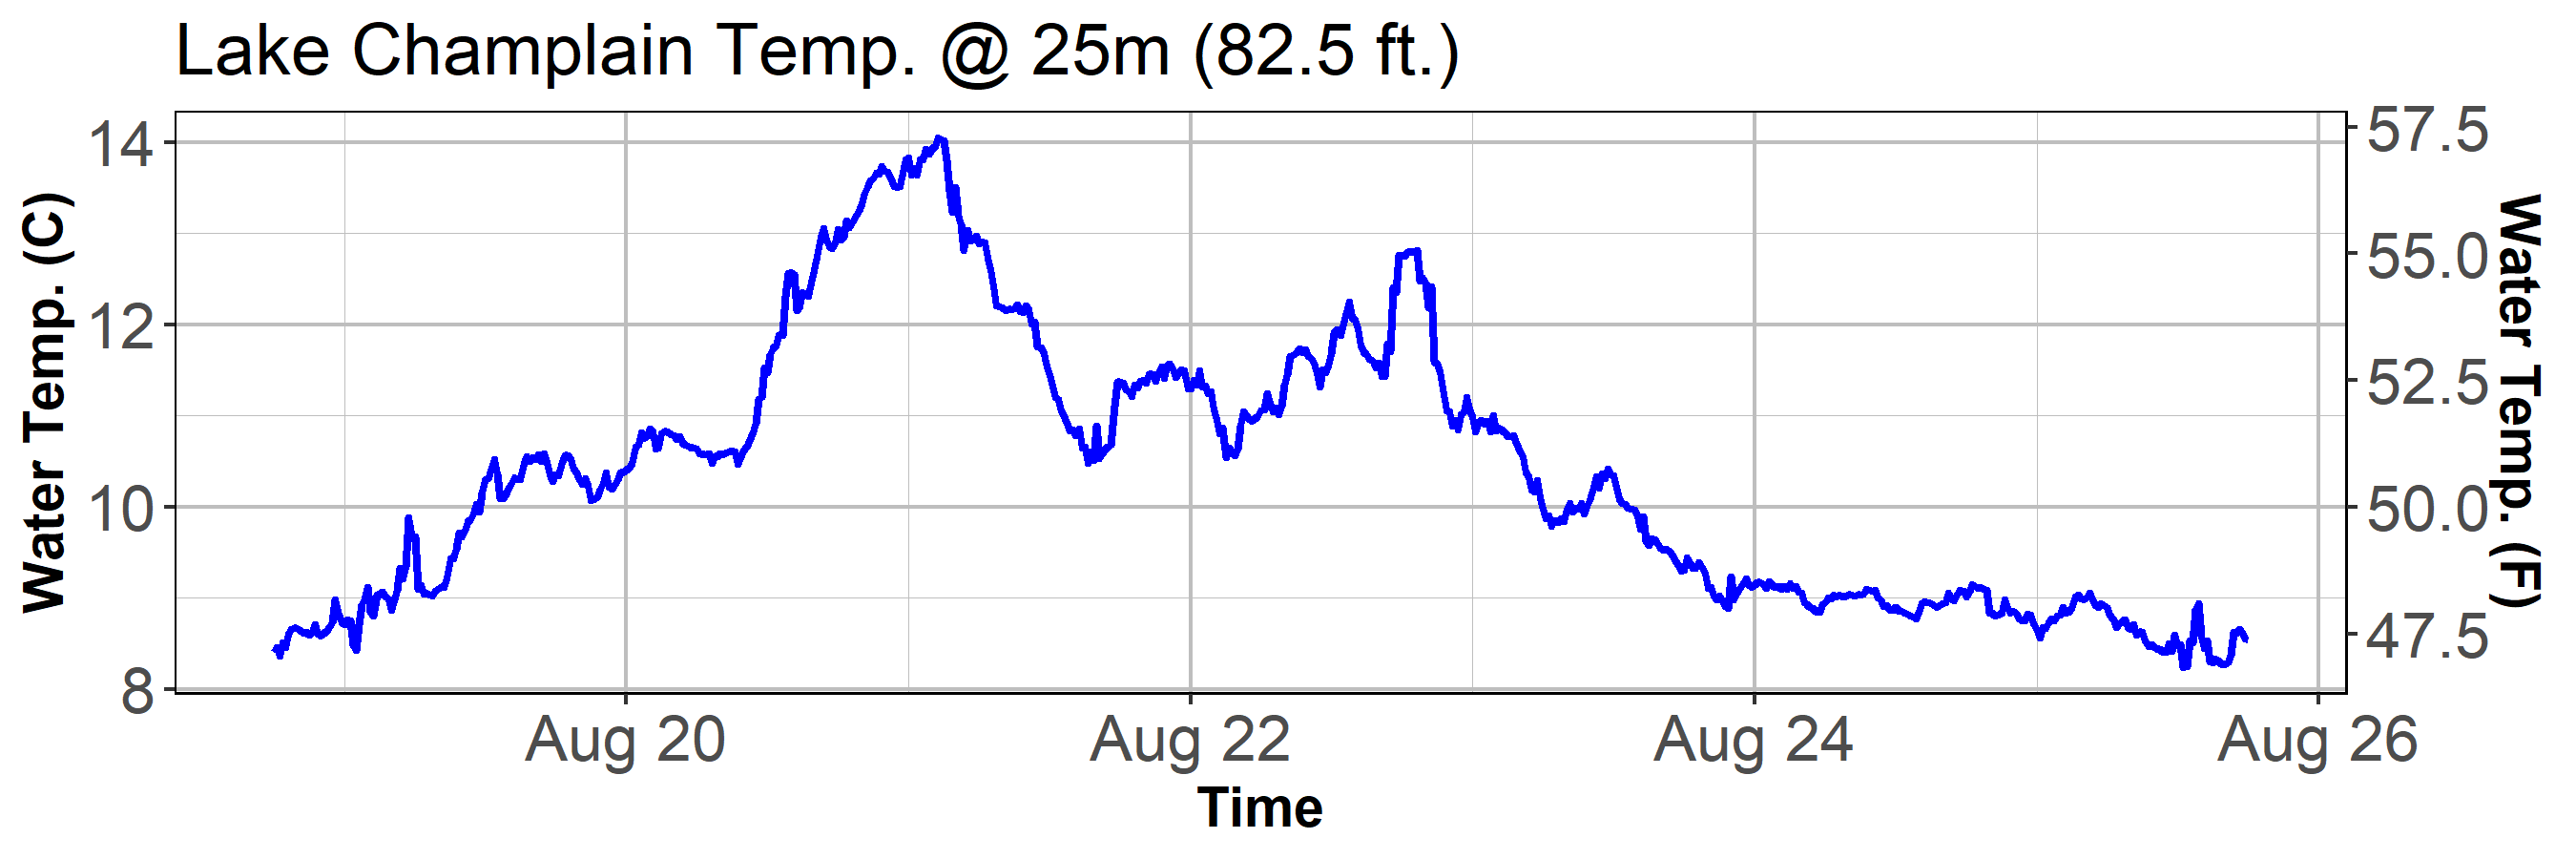 Lake Champlain Temp. @ 25m (82.5 ft.)
Water Temp. (C)
14
12
10
8
57.5
55.0
52.5
50.0
47.5
Water Temp. (F)
Aug 20 Aug 22 Aug 24 Aug 26
Time